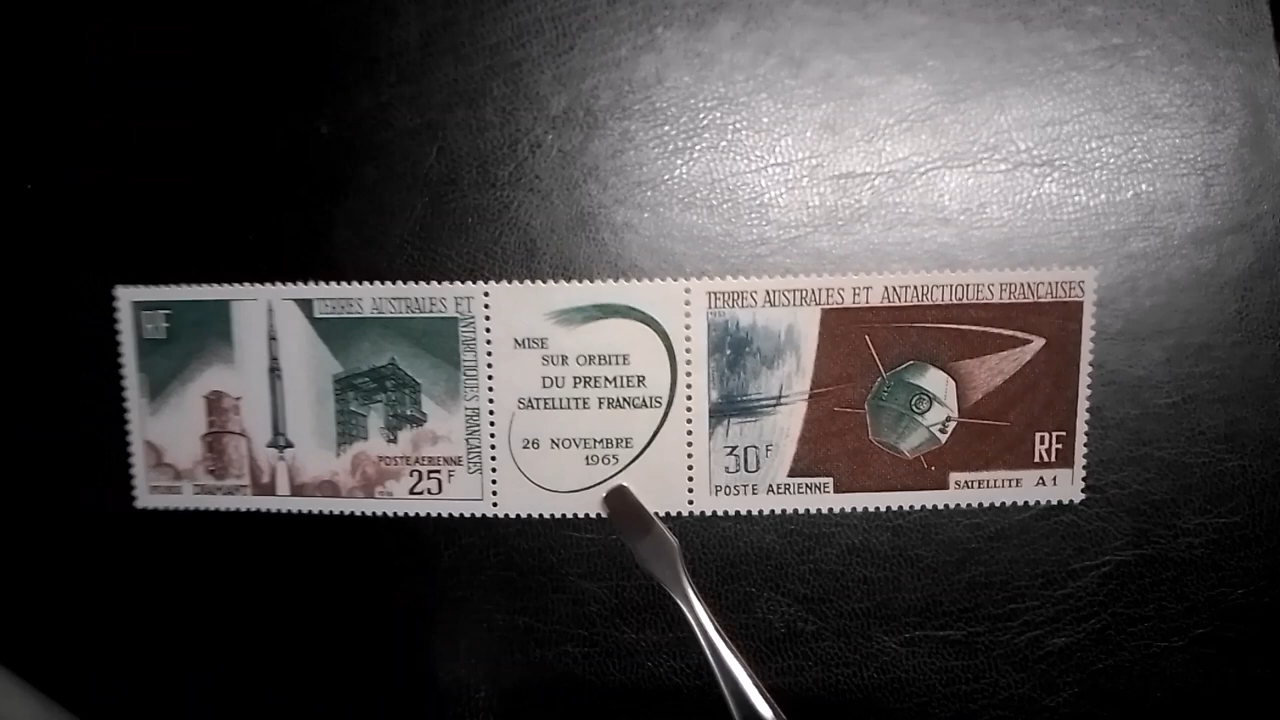 RF
TERRES AUSTRALES ET
ANTARCTIQUES FRANÇAISES
POSTE AERIENNE
25F
DIAMANT
MISE
SUR ORBITE
DU PREMIER
SATELLITE FRANÇAIS
26 NOVEMBRE
1965
TERRES AUSTRALES ET ANTARCTIQUES FRANÇAISES
30F
POSTE AERIENNE
RF
SATELLITE A1